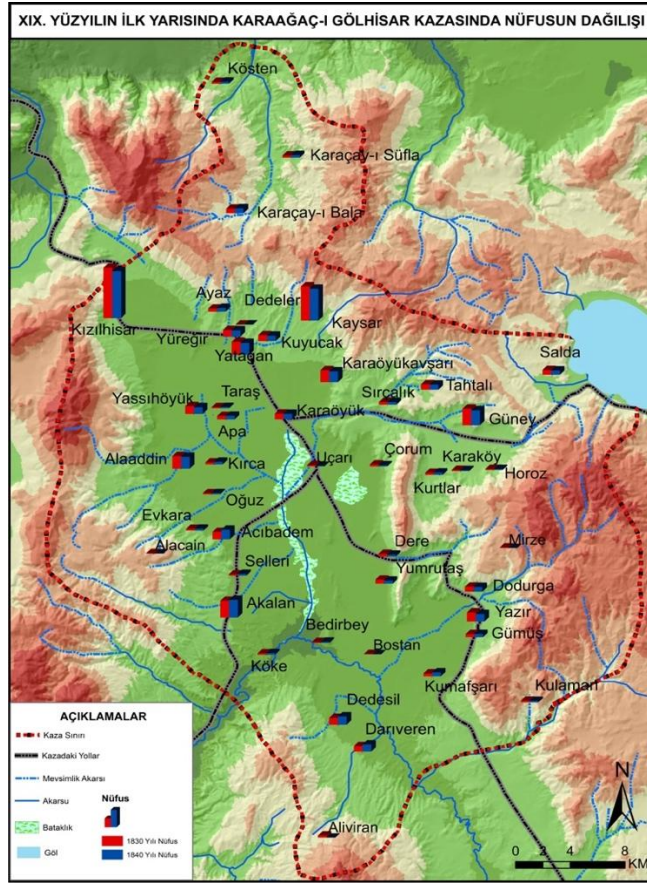 XIX. YÜZYILIN İLK YARISINDA KARAAĞAÇ-I GÖLHİSAR KAZASINDA NÜFUSUN DAĞILIŞI
Kösten
Karaçay-ı Süfla
Karaçay-ı Bala
Ayaz
Dedeler
Kızılhisar
Kaysar
Yüreğir
Kuyucak
Yatağan
Karaöyükavşarı
Salda
Tahtalı
Yassıhöyük
Taraş
Sırçalık
Apa
Karaöyük
Güney
Alaaddin
Kırca
Uçarı
Çorum
Karaköy
Kurtlar
Horoz
Oğuz
Evkara
Acıbadem
Alacain
Dere
Mirze
Selleri
Yumrutaş
Dodurga
Akalan
Yazır
Bedirbey
Gümüş
Köke
Bostan
Kumafşarı
Kulaman
Dedesil
Darıveren
Aliviran
AÇIKLAMALAR
Kaza Sınırı
Kazadaki Yollar
Mevsimlik Akarsu
Akarsu
Nüfus
Bataklık
1830 Yılı Nüfus
Göl
1840 Yılı Nüfus
N
0 2 4 8
KM